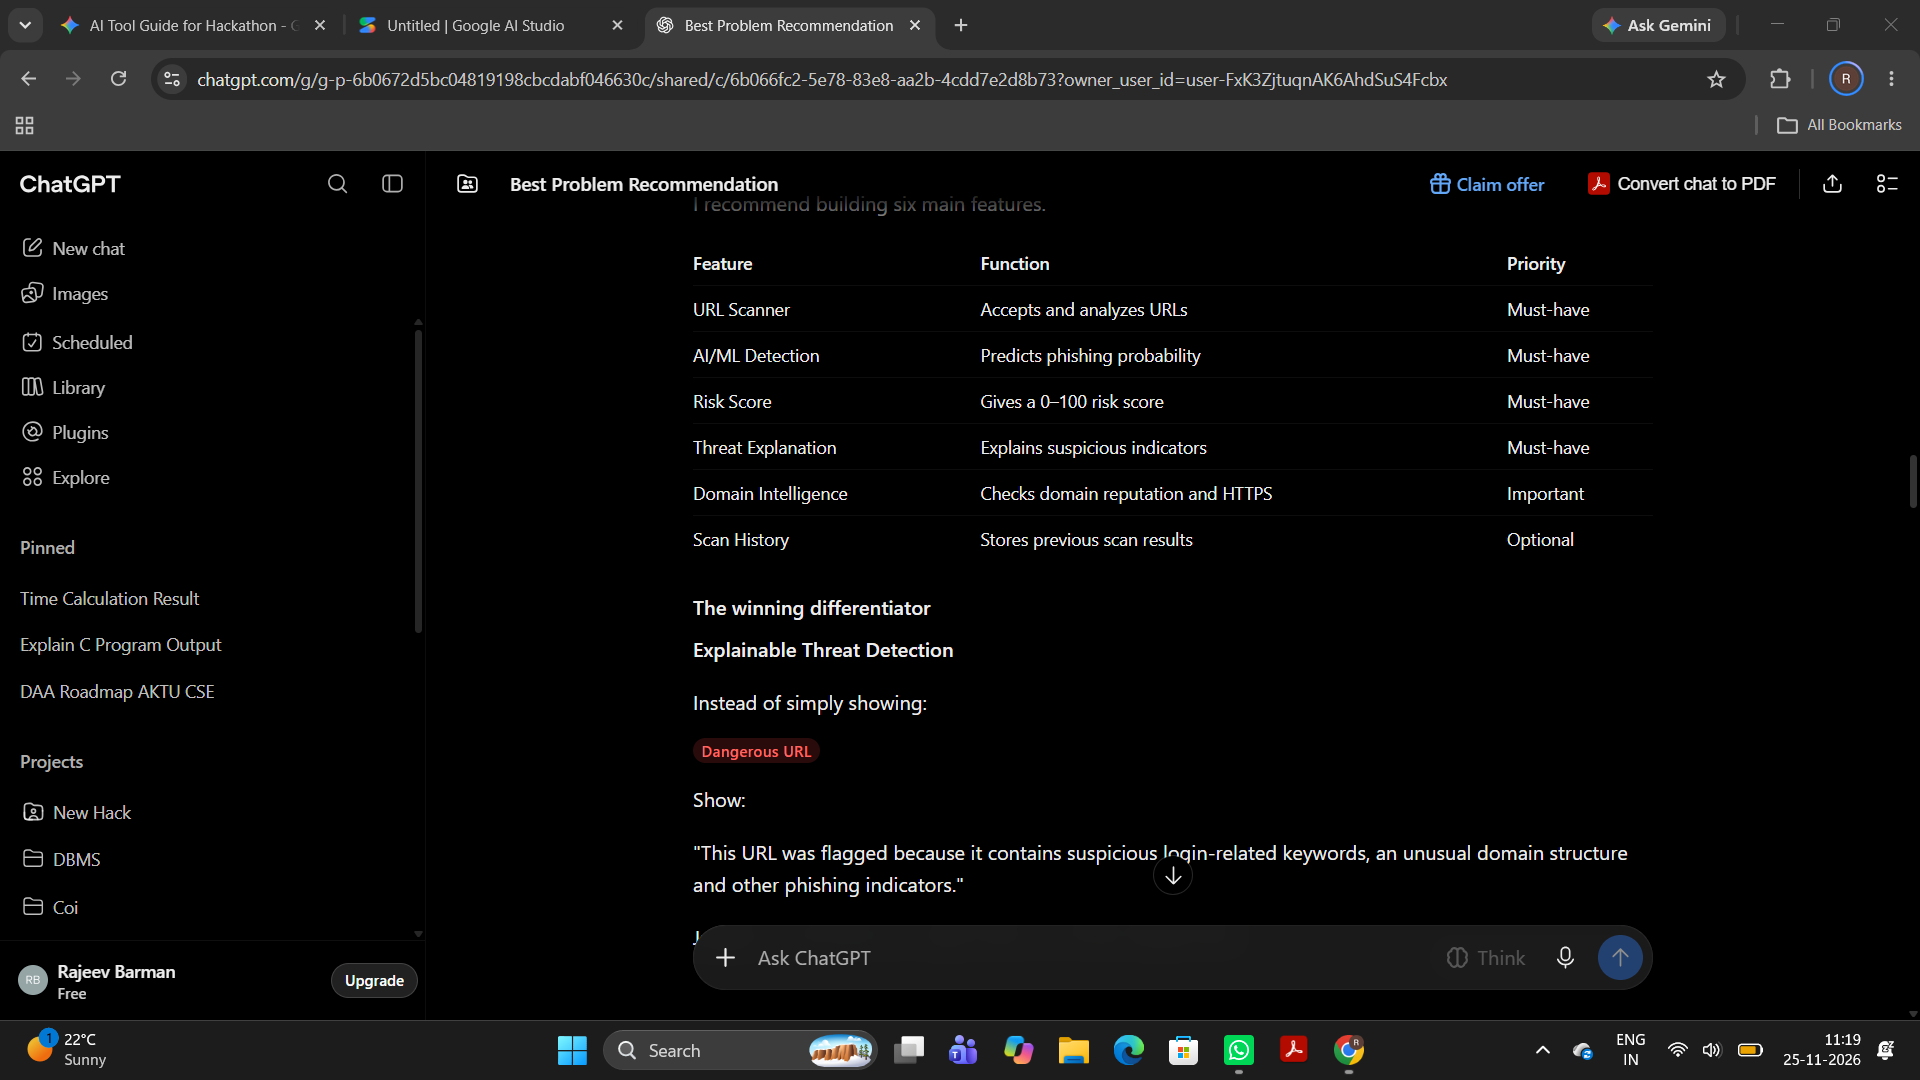 AI Tool Guide for Hackathon - G
Untitled | Google AI Studio
Best Problem Recommendation
Ask Gemini
chatgpt.com/g/g-p-6b0672d5bc04819198cbcdabf046630c/shared/c/6b066fc2-5e78-83e8-aa2b-4cdd7e2d8b73?owner_user_id=user-FxK3ZjtuqnAK6AhdSuS4Fcbx
R
All Bookmarks
ChatGPT
New chat
Images
Scheduled
Library
Plugins
Explore
Pinned
Time Calculation Result
Explain C Program Output
DAA Roadmap AKTU CSE
Projects
New Hack
DBMS
Coi
RB
Rajeev Barman
Free
Upgrade
Best Problem Recommendation
Claim offer
Convert chat to PDF
I recommend building six main features.
Feature Function Priority
URL Scanner Accepts and analyzes URLs Must-have
AI/ML Detection Predicts phishing probability Must-have
Risk Score Gives a 0–100 risk score Must-have
Threat Explanation Explains suspicious indicators Must-have
Domain Intelligence Checks domain reputation and HTTPS Important
Scan History Stores previous scan results Optional
The winning differentiator
Explainable Threat Detection
Instead of simply showing:
Dangerous URL
Show:
"This URL was flagged because it contains suspicious login-related keywords, an unusual domain structure
and other phishing indicators."
Ask ChatGPT
Think
1
22°C
Sunny
Search
R
ENG
IN
11:19
25-11-2026